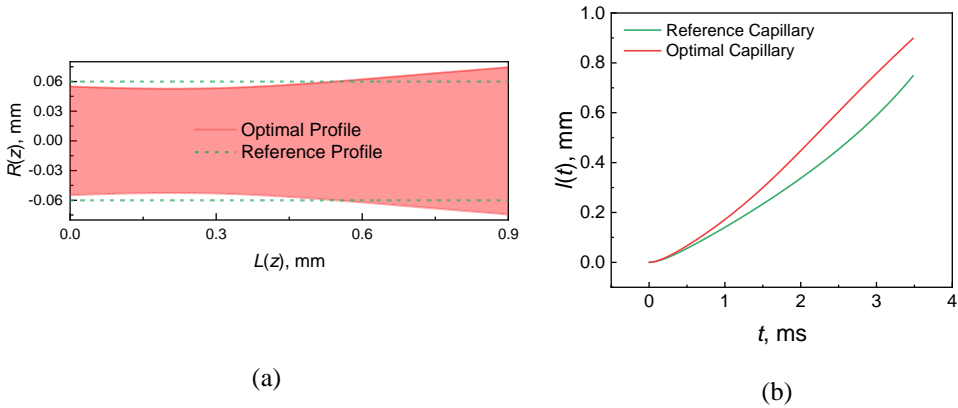 0.06
0.03
0.00
-0.03
-0.06
R(z), mm
Optimal Profile
Reference Profile
0.0
0.3
0.6
0.9
L(z), mm
(a)
1.0
0.8
0.6
0.4
0.2
0.0
l(t), mm
Reference Capillary
Optimal Capillary
0
1
2
3
4
t, ms
(b)